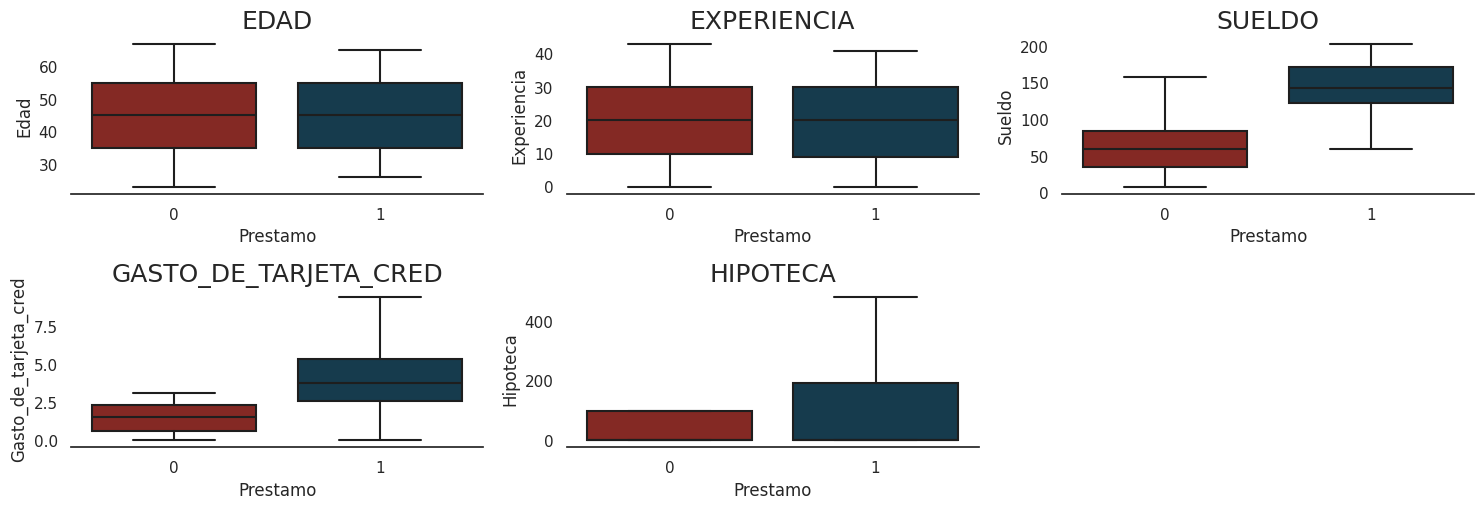 EDAD
60
50
40
30
Edad
0 1
Prestamo
EXPERIENCIA
40
30
20
10
0
Experiencia
0 1
Prestamo
SUELDO
200
150
100
50
0
Sueldo
0 1
Prestamo
GASTO_DE_TARJETA_CRED
7.5
5.0
2.5
0.0
Gasto_de_tarjeta_cred
0 1
Prestamo
HIPOTECA
400
200
0
Hipoteca
0 1
Prestamo